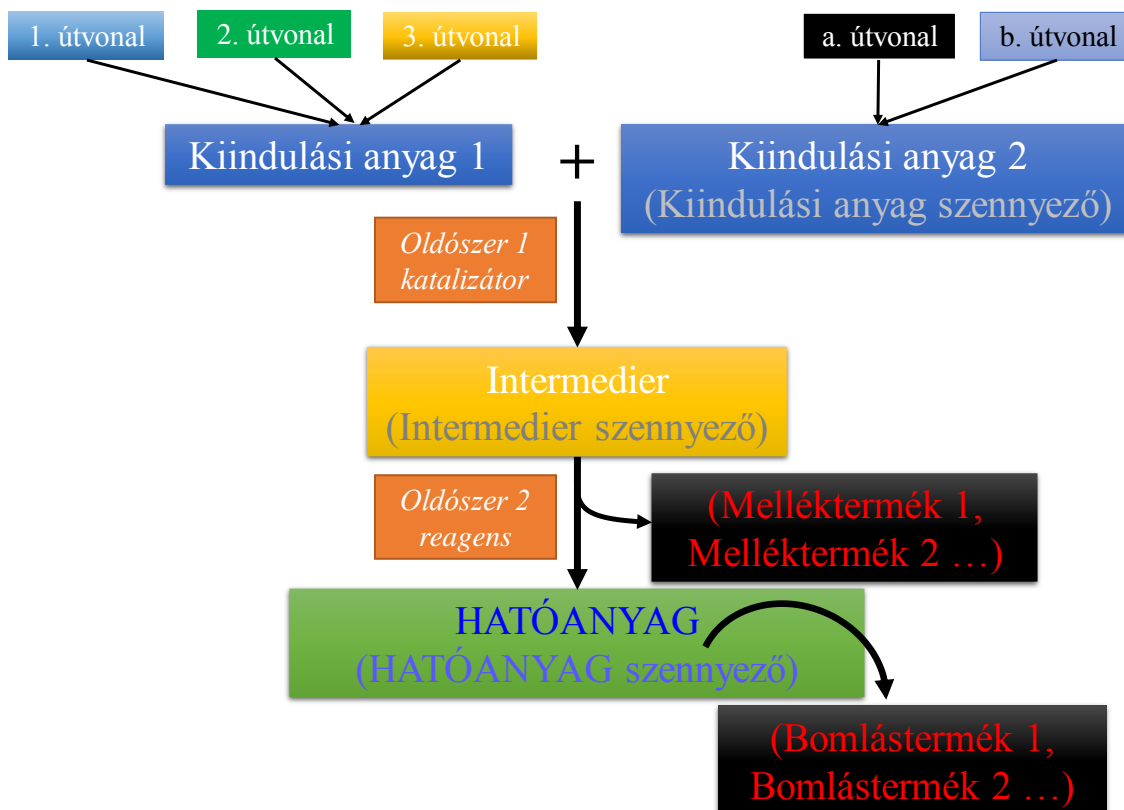 1. útvonal
2. útvonal
3. útvonal
a. útvonal
b. útvonal
Kiindulási anyag 1
+
Kiindulási anyag 2
(Kiindulási anyag szennyező)
Oldószer 1
katalizátor
Intermedier
(Intermedier szennyező)
Oldószer 2
reagens
(Melléktermék 1,
Melléktermék 2 …)
HATÓANYAG
(HATÓANYAG szennyező)
(Bomlástermék 1,
Bomlástermék 2 …)